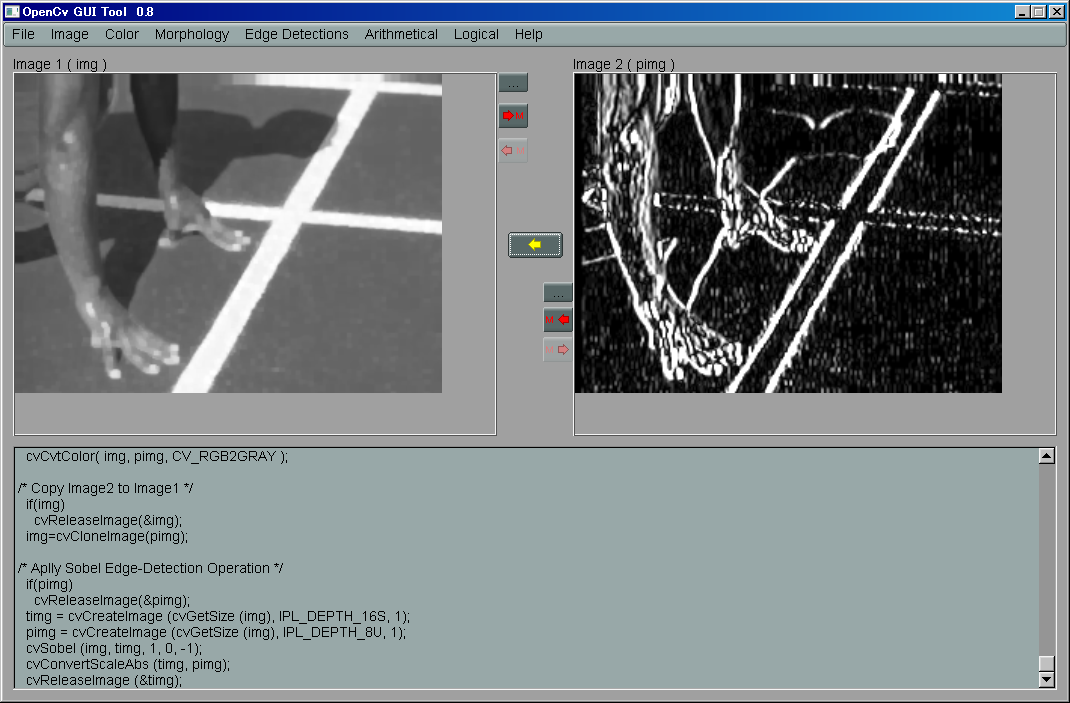 OpenCv GUI Tool 0.8
File Image Color Morphology Edge Detections Arithmetical Logical Help
Image 1 ( img )
Image 2 ( pimg )
...
M
...
M
M
cvCvtColor( img, pimg, CV_RGB2GRAY );
/* Copy Image2 to Image1 */
if(img)
cvReleaseImage(&img);
img=cvCloneImage(pimg);
/* Aplly Sobel Edge-Detection Operation */
if(pimg)
cvReleaseImage(&pimg);
timg = cvCreateImage (cvGetSize (img), IPL_DEPTH_16S, 1);
pimg = cvCreateImage (cvGetSize (img), IPL_DEPTH_8U, 1);
cvSobel (img, timg, 1, 0, -1);
cvConvertScaleAbs (timg, pimg);
cvReleaseImage (&timg);